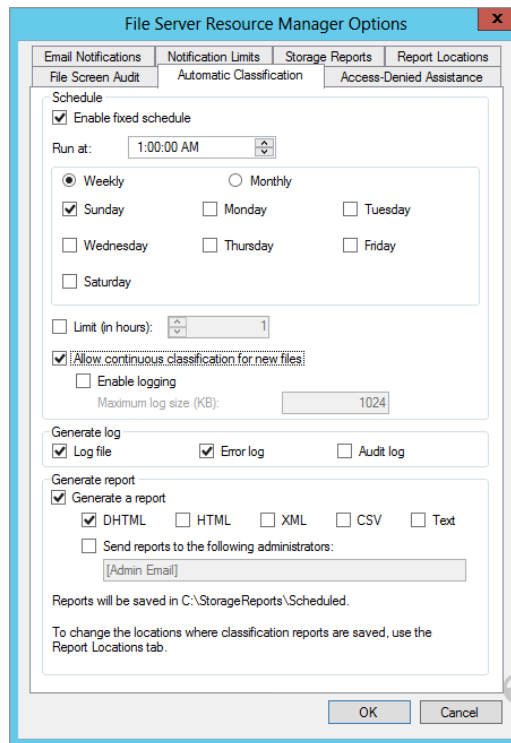 File Server Resource Manager Options
x
Email Notifications Notification Limits Storage Reports Report Locations
File Screen Audit Automatic Classification Access-Denied Assistance
Schedule
Enable fixed schedule
Run at: 1:00:00 AM
Weekly Monthly
Sunday Monday Tuesday
Wednesday Thursday Friday
Saturday
Limit (in hours): 1
Allow continuous classification for new files
Enable logging
Maximum log size (KB): 1024
Generate log
Log file Error log Audit log
Generate report
Generate a report
DHTML HTML XML CSV Text
Send reports to the following administrators:
[Admin Email]
Reports will be saved in C:\StorageReports\Scheduled.
To change the locations where classification reports are saved, use the
Report Locations tab.
OK Cancel